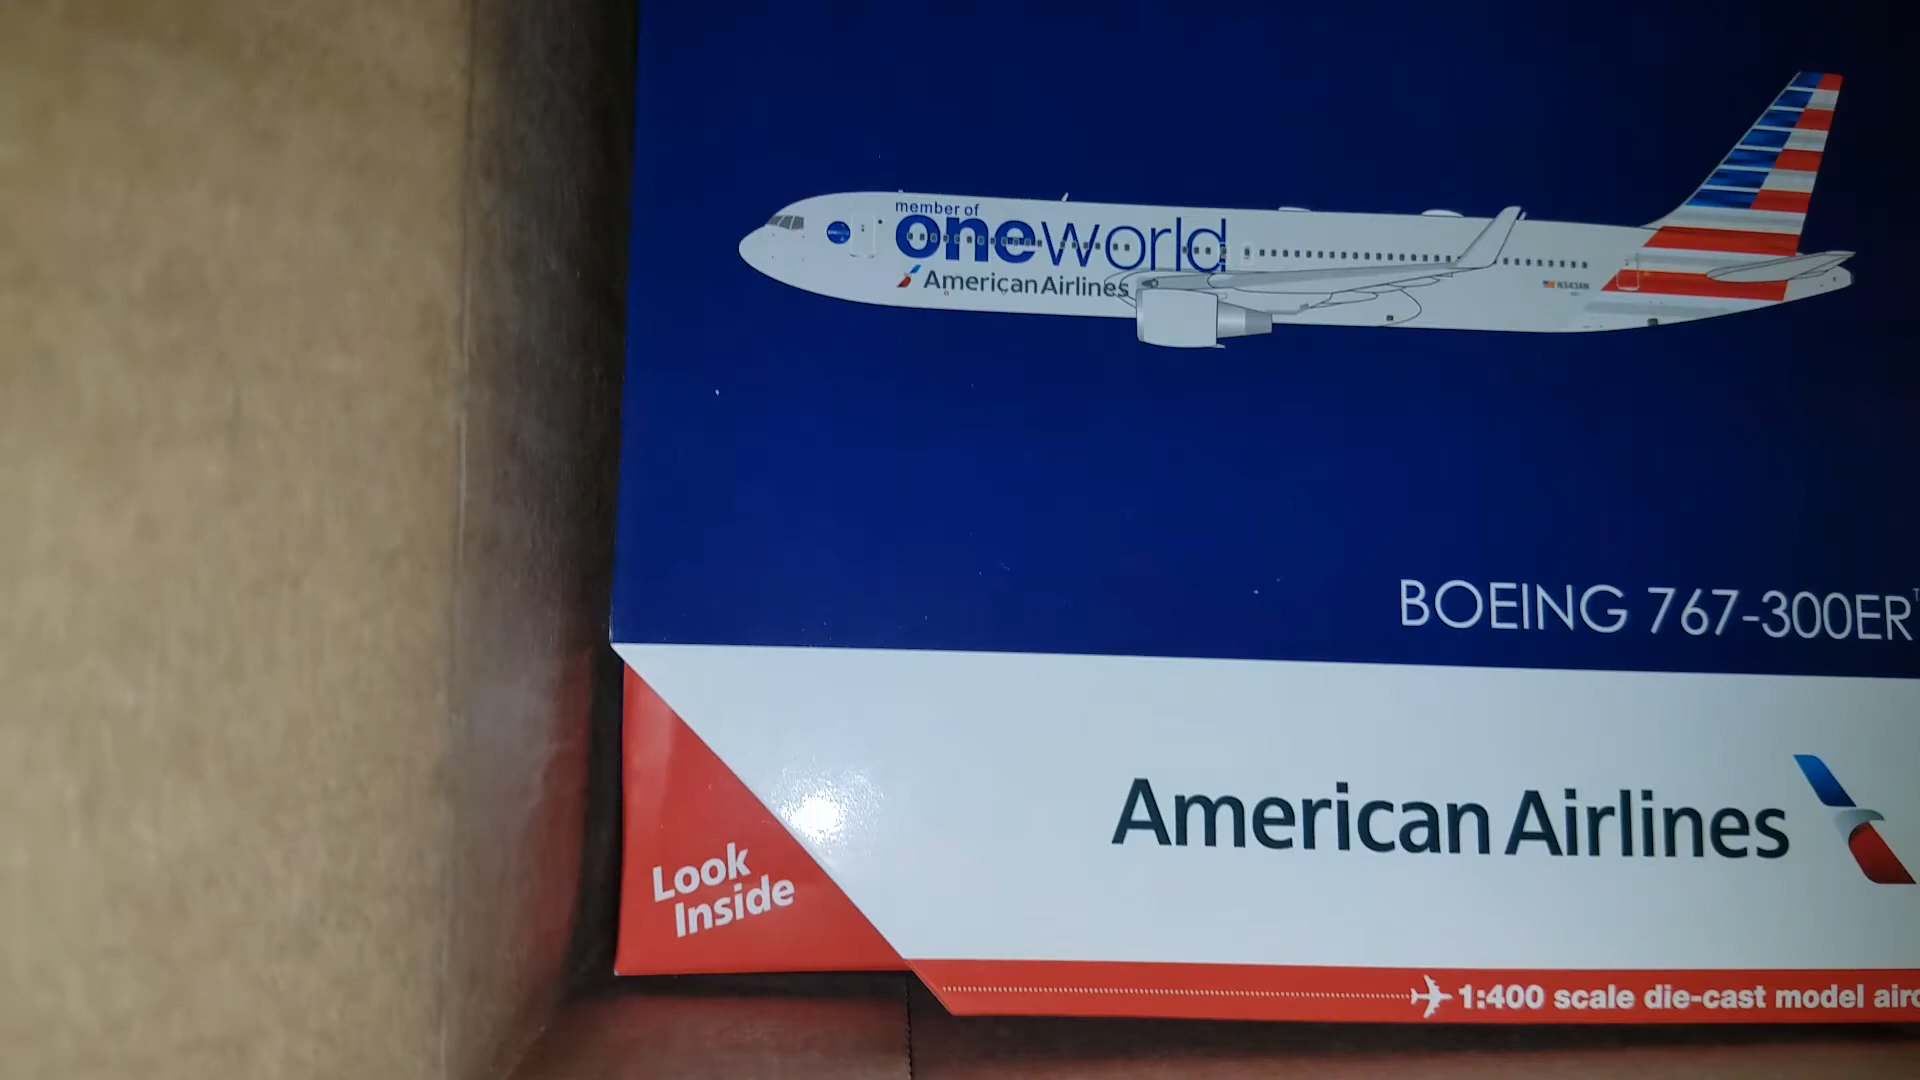 member of
oneworld
American Airlines
N343AN
BOEING 767-300ER
American Airlines
Look
Inside
1:400 scale die-cast model